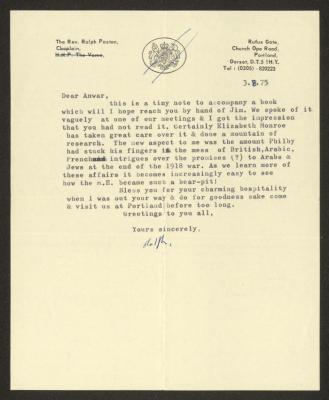 The Rev. Ralph Poston,
Chaplain,
H.M.P. The Verne,
Rufus Gate,
Church Ope Road,
Portland,
Dorset, D.T.5 1H.Y.
Tel : (0305) - 820223
3.8.75
Dear Anwar,
this is a tiny note to accompany a book
which will I hope reach you by hand of Jim. We spoke of it
vaguely at one of our meetings & I got the impression
that you had not read it. Certainly Elizabeth Monroe
has taken great care over it & done a mountain of
research. The new aspect to me was the amount Philby
had stuck his fingers in the mess of British, Arabic,
French intrigues over the promises (?) to Arabs &
Jews at the end of the 1918 war. As we learn more of
these affairs it becomes increasingly easy to see
how the M.E. became such a bear-pit!
Bless you for your charming hospitality
when I was out your way & do for goodness sake come
& visit us at Portland before too long.
Greetings to you all,
Yours sincerely,
Ralph.